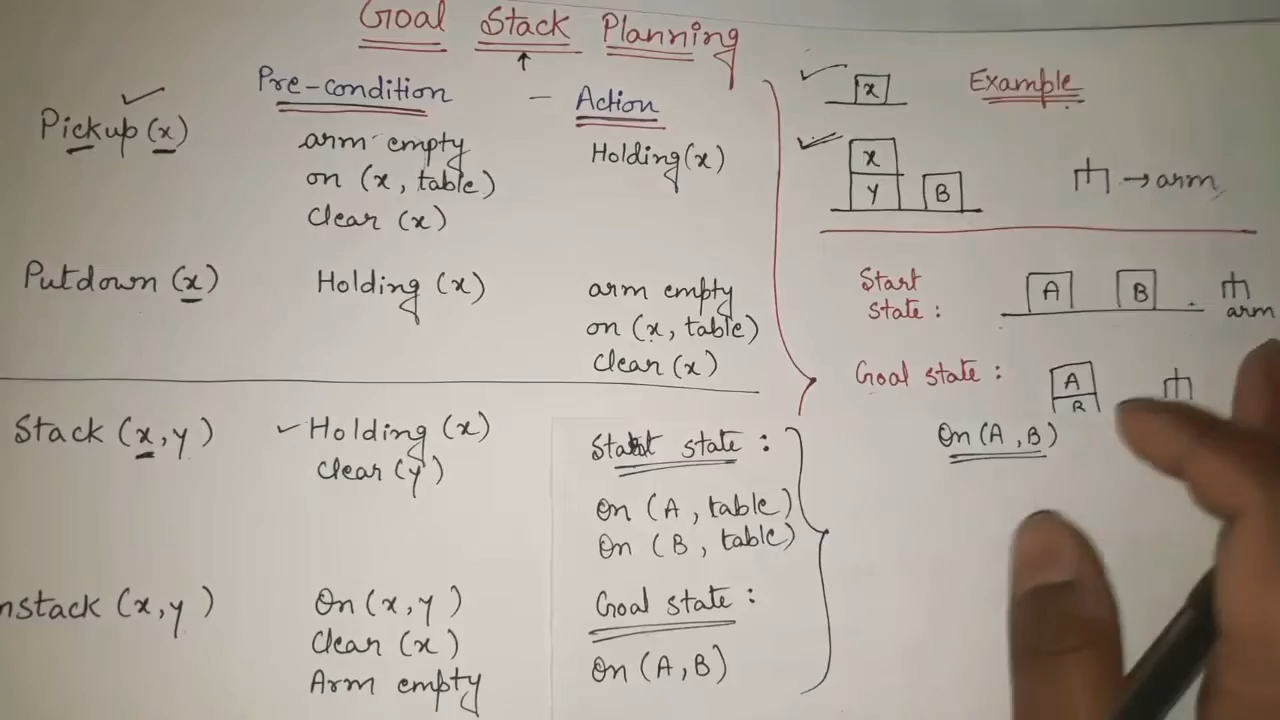 Goal Stack Planning
Pre-condition – Action
Pickup (x)
arm empty
on (x, table)
Clear (x)
Holding (x)
Putdown (x)
Holding (x)
arm empty
on (x, table)
Clear (x)
Stack (x, y)
Holding (x)
Clear (y)
nstack (x, y)
On (x, y)
Clear (x)
Arm empty
Start state :
On (A, table)
On (B, table)
Goal state :
On (A, B)
Example
x
x
y B
→ arm
Start
state :
A B
arm
Goal state :
A
B
On (A, B)